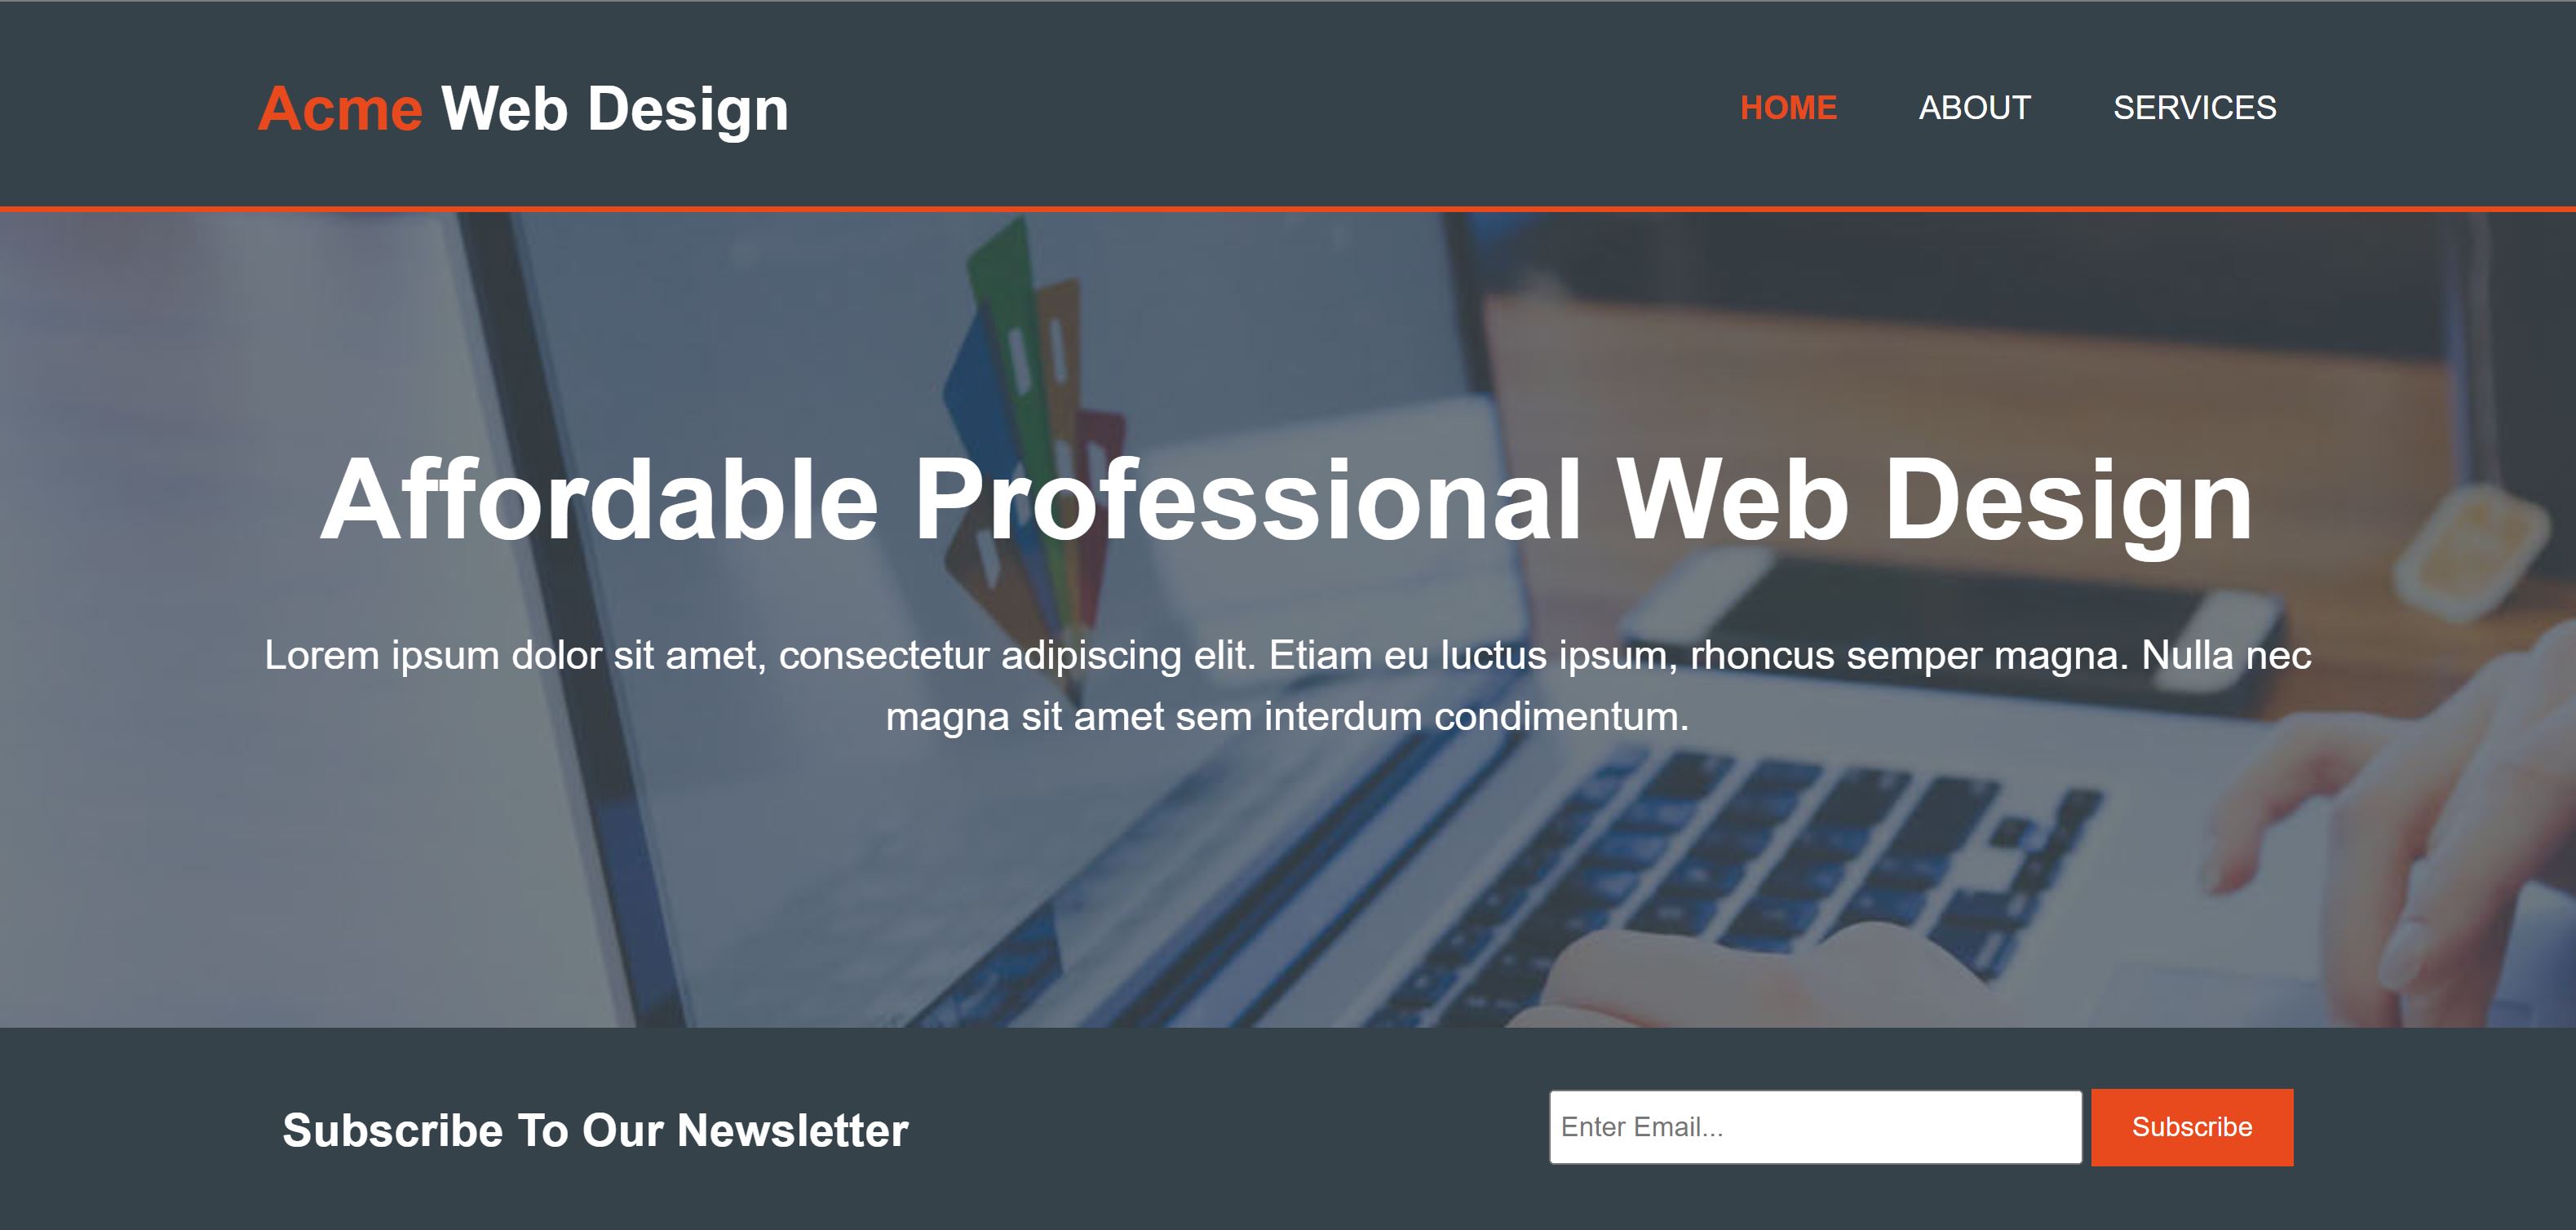 Acme Web Design
HOME ABOUT SERVICES
Affordable Professional Web Design
Lorem ipsum dolor sit amet, consectetur adipiscing elit. Etiam eu luctus ipsum, rhoncus semper magna. Nulla nec
magna sit amet sem interdum condimentum.
Subscribe To Our Newsletter
Enter Email...
Subscribe